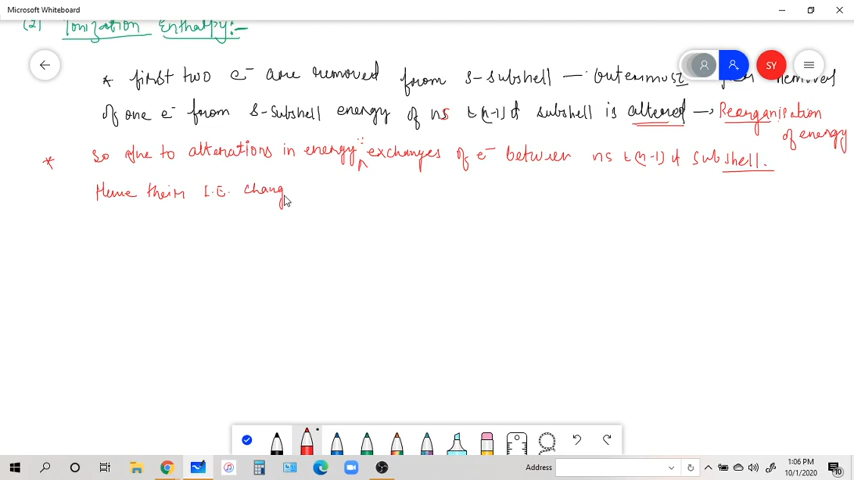 Microsoft Whiteboard
(2) Ionization Enthalpy:-
SY
* first two e⁻ are removed from s-subshell — outermost removal
of one e⁻ from s-subshell energy of ns & (n-1) d subshell is altered → Reorganization
of energy
* So due to alterations in energy exchanges of e⁻ between ns & (n-1) d subshell.
Hence their I.E. chang
Address
1:06 PM
10/1/2020